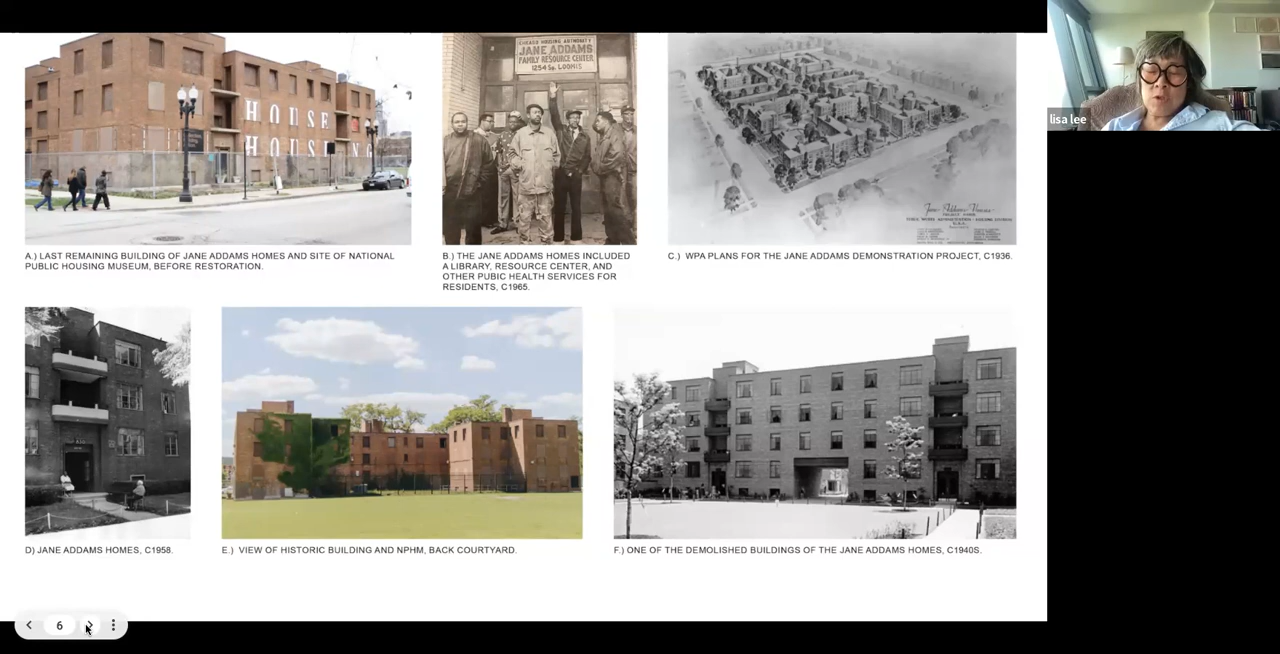 HOUSE
HOUSING
CHICAGO HOUSING AUTHORITY
JANE ADDAMS
FAMILY RESOURCE CENTER
1254 So. LOOMIS
Jane Addams Houses
lisa lee
A.) LAST REMAINING BUILDING OF JANE ADDAMS HOMES AND SITE OF NATIONAL
PUBLIC HOUSING MUSEUM, BEFORE RESTORATION.
B.) THE JANE ADDAMS HOMES INCLUDED
A LIBRARY, RESOURCE CENTER, AND
OTHER PUBIC HEALTH SERVICES FOR
RESIDENTS, C1965.
C.) WPA PLANS FOR THE JANE ADDAMS DEMONSTRATION PROJECT, C1936.
D) JANE ADDAMS HOMES, C1958.
E.) VIEW OF HISTORIC BUILDING AND NPHM, BACK COURTYARD.
F.) ONE OF THE DEMOLISHED BUILDINGS OF THE JANE ADDAMS HOMES, C1940S.
6